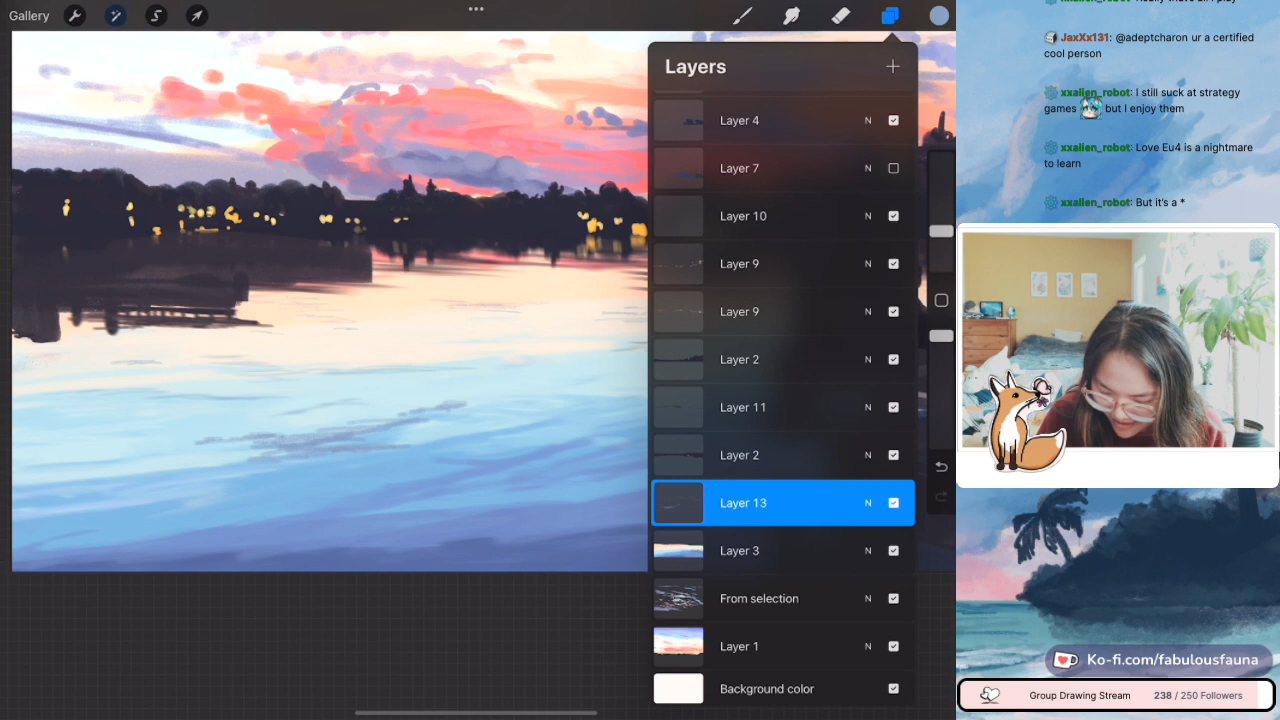 Gallery
Layers
Layer 4 N
Layer 7 N
Layer 10 N
Layer 9 N
Layer 9 N
Layer 2 N
Layer 11 N
Layer 2 N
Layer 13 N
Layer 3 N
From selection N
Layer 1 N
Background color
JaxXx131: @adeptcharon ur a certified
cool person
xxalien_robot: I still suck at strategy
games but I enjoy them
xxalien_robot: Love Eu4 is a nightmare
to learn
xxalien_robot: But it's a *
Ko-fi.com/fabulousfauna
Group Drawing Stream 238 / 250 Followers